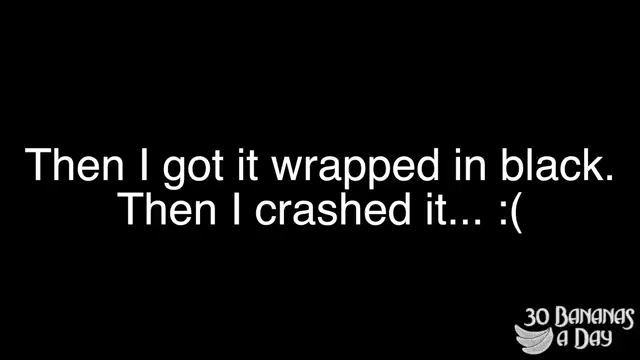 Then I got it wrapped in black.
Then I crashed it... :(
30 BANANAS
A DAY